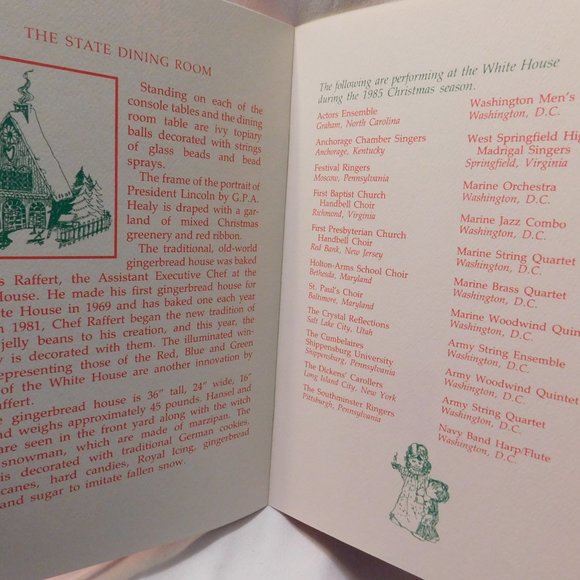 THE STATE DINING ROOM
Standing on each of the
console tables and the dining
room table are ivy topiary
balls decorated with strings
of glass beads and bead
sprays.
The frame of the portrait of
President Lincoln by G.P.A.
Healy is draped with a gar-
land of mixed Christmas
greenery and red ribbon.
The traditional, old-world
gingerbread house was baked
s Raffert, the Assistant Executive Chef at the
House. He made his first gingerbread house for
ite House in 1969 and has baked one each year
n 1981, Chef Raffert began the new tradition of
jelly beans to his creation, and this year, the
y is decorated with them. The illuminated win-
representing those of the Red, Blue and Green
of the White House are another innovation by
affert.
e gingerbread house is 36" tall, 24" wide, 16"
nd weighs approximately 45 pounds. Hansel and
are seen in the front yard along with the witch
snowman, which are made of marzipan. The
is decorated with traditional German cookies,
canes, hard candies, Royal Icing, gingerbread
and sugar to imitate fallen snow.
The following are performing at the White House
during the 1985 Christmas season.
Actors Ensemble
Graham, North Carolina
Anchorage Chamber Singers
Anchorage, Kentucky
Festival Ringers
Moscow, Pennsylvania
First Baptist Church
Handbell Choir
Richmond, Virginia
First Presbyterian Church
Handbell Choir
Red Bank, New Jersey
Holton-Arms School Choir
Bethesda, Maryland
St. Paul's Choir
Baltimore, Maryland
The Crystal Reflections
Salt Lake City, Utah
The Cumbelaires
Shippensburg University
Shippensburg, Pennsylvania
The Dickens' Carollers
Long Island City, New York
The Southminster Ringers
Pittsburgh, Pennsylvania
Washington Men's
Washington, D.C.
West Springfield Hig
Madrigal Singers
Springfield, Virginia
Marine Orchestra
Washington, D.C.
Marine Jazz Combo
Washington, D.C.
Marine String Quartet
Washington, D.C.
Marine Brass Quartet
Washington, D.C.
Marine Woodwind Quin
Washington, D.C.
Army String Ensemble
Washington, D.C.
Army Woodwind Quintet
Washington, D.C.
Army String Quartet
Washington, D.C.
Navy Band Harp/Flute
Washington, D.C.